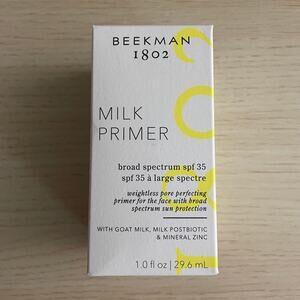 BEEKMAN
1802
MILK
PRIMER
broad spectrum spf 35
spf 35 à large spectre
weightless pore perfecting
primer for the face with broad
spectrum sun protection
WITH GOAT MILK, MILK POSTBIOTIC
& MINERAL ZINC
1.0 fl oz | 29.6 mL